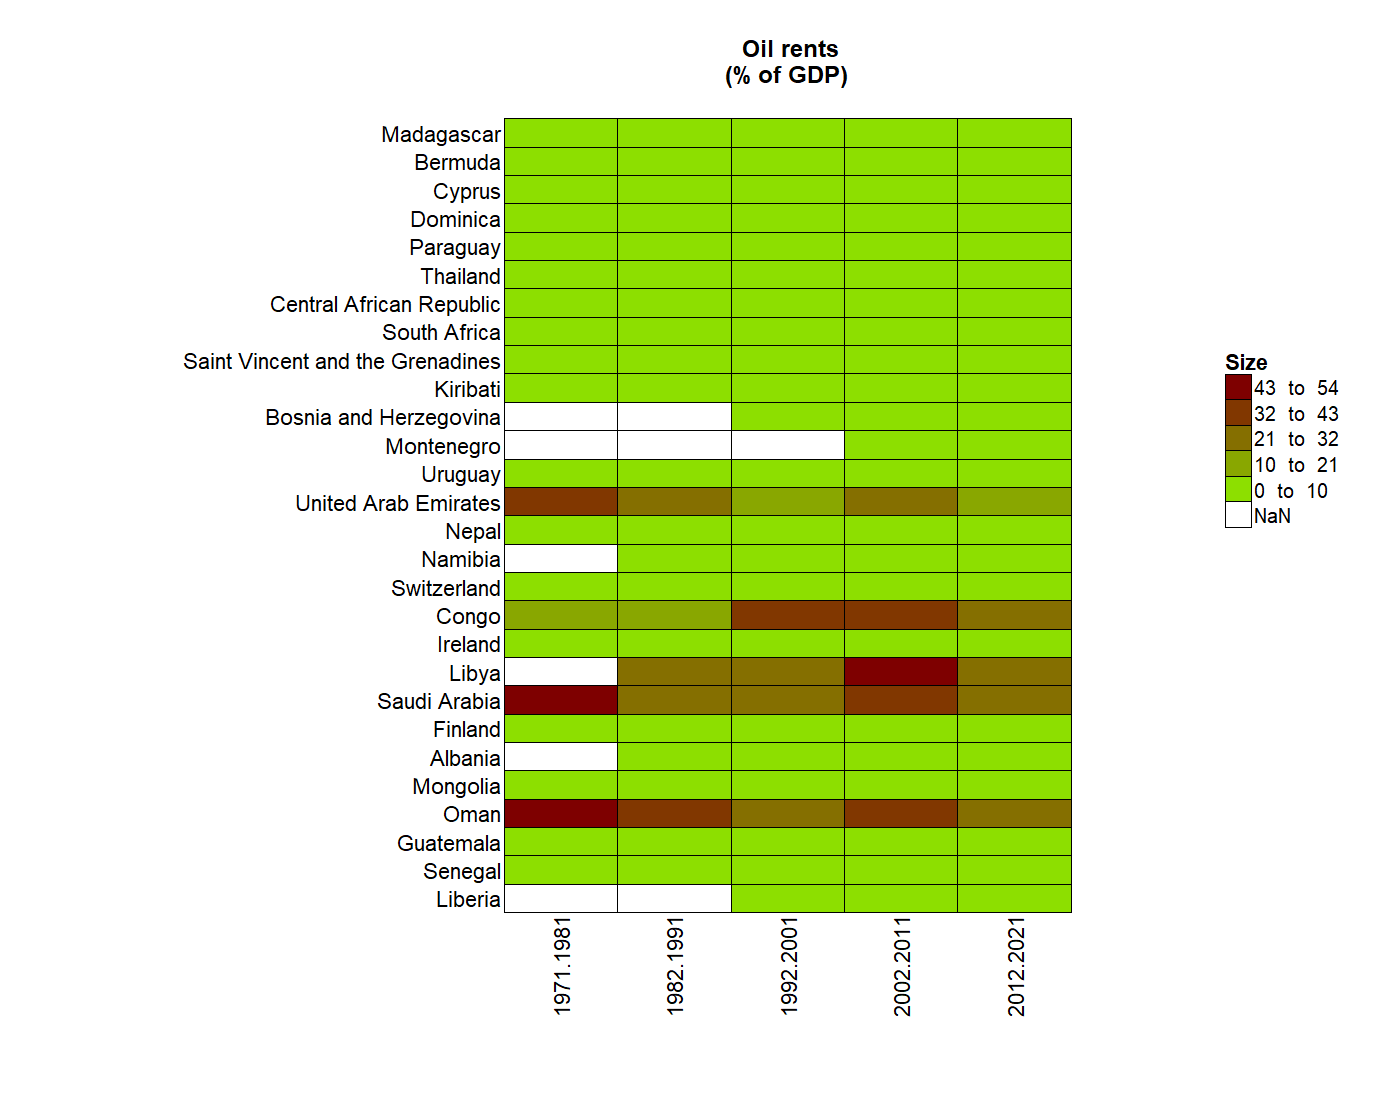 Oil rents
(% of GDP)
Madagascar
Bermuda
Cyprus
Dominica
Paraguay
Thailand
Central African Republic
South Africa
Saint Vincent and the Grenadines
Kiribati
Bosnia and Herzegovina
Montenegro
Uruguay
United Arab Emirates
Nepal
Namibia
Switzerland
Congo
Ireland
Libya
Saudi Arabia
Finland
Albania
Mongolia
Oman
Guatemala
Senegal
Liberia
1971.1981
1982.1991
1992.2001
2002.2011
2012.2021
Size
43 to 54
32 to 43
21 to 32
10 to 21
0 to 10
NaN